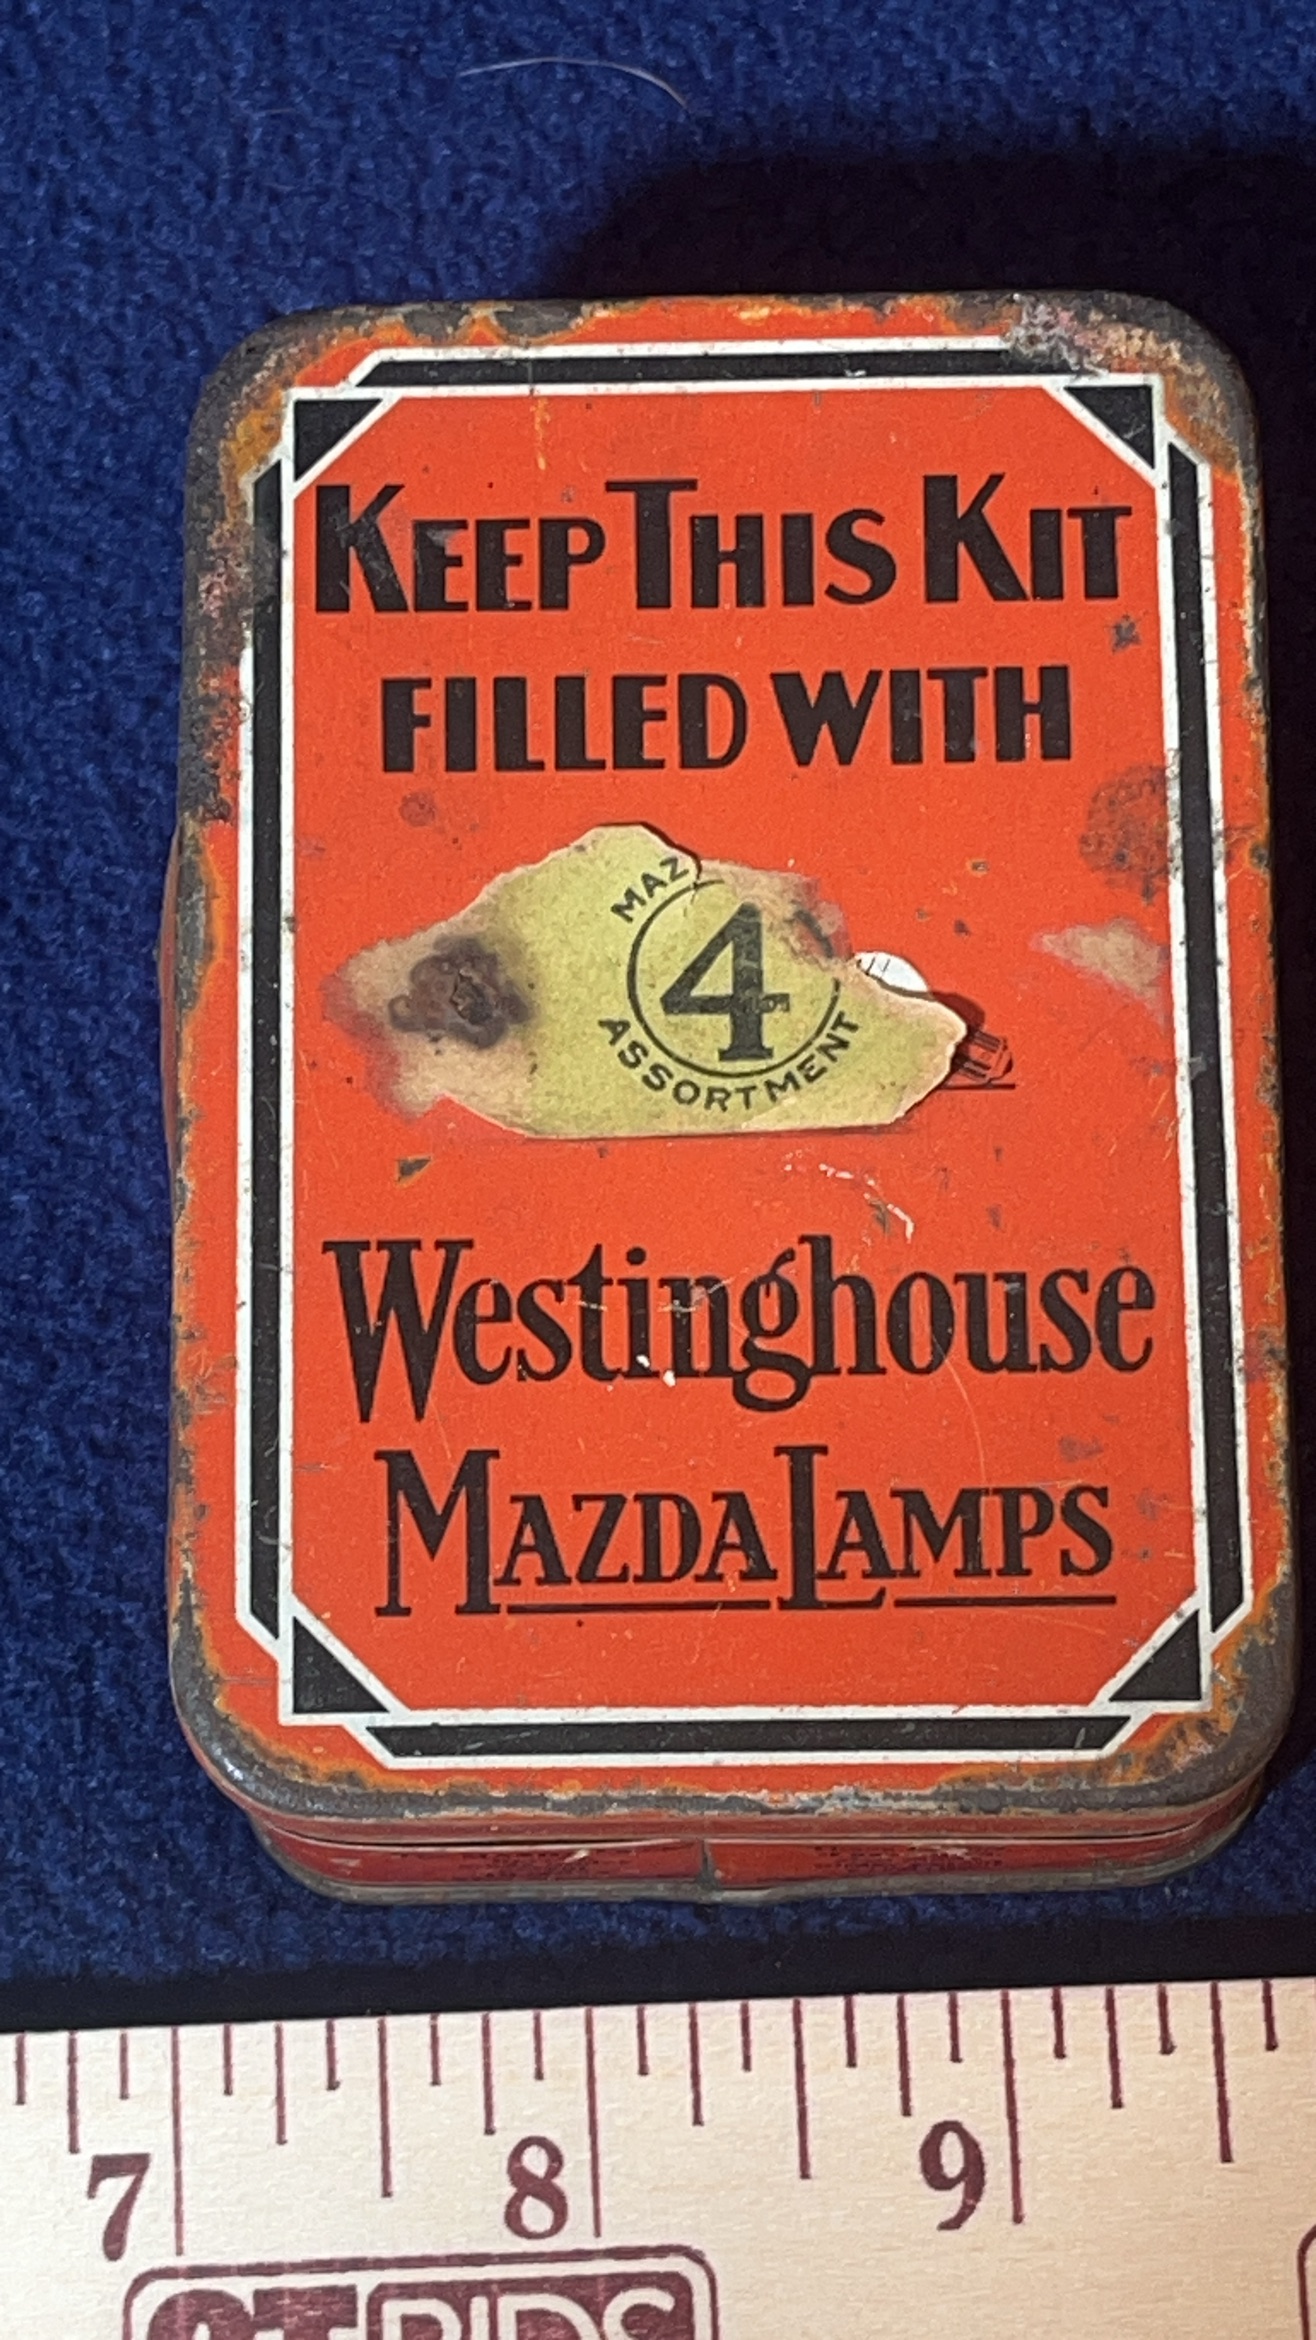 KEEP THIS KIT
FILLED WITH
MAZ
4
ASSORTMENT
Westinghouse
MAZDA LAMPS
7 8 9